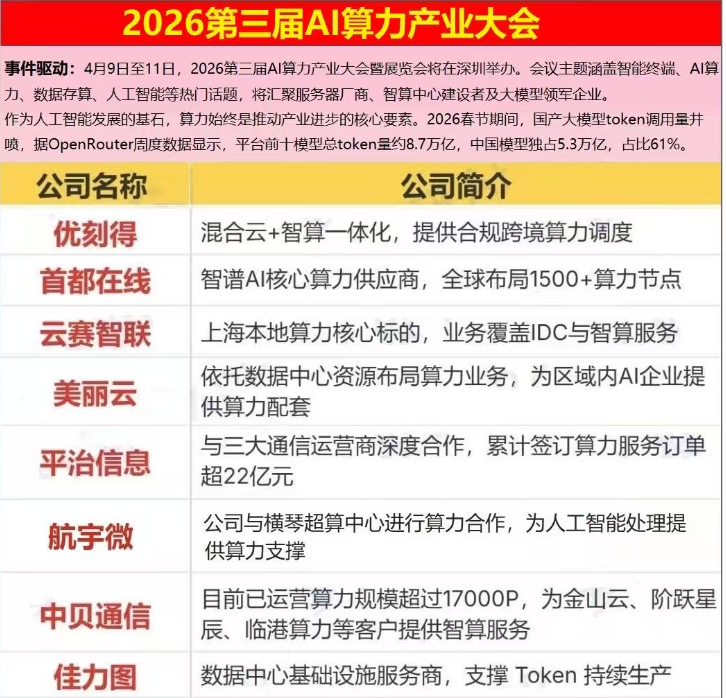 2026第三届AI算力产业大会
事件驱动：4月9日至11日，2026第三届AI算力产业大会暨展览会将在深圳举办。会议主题涵盖智能终端、AI算
力、数据存算、人工智能等热门话题，将汇聚服务器厂商、智算中心建设者及大模型领军企业。
作为人工智能发展的基石，算力始终是推动产业进步的核心要素。2026春节期间，国产大模型token调用量井
喷，据OpenRouter周度数据显示，平台前十模型总token量约8.7万亿，中国模型独占5.3万亿，占比61%。
公司名称 公司简介
优刻得 混合云+智算一体化，提供合规跨境算力调度
首都在线 智谱AI核心算力供应商，全球布局1500+算力节点
云赛智联 上海本地算力核心标的，业务覆盖IDC与智算服务
美丽云 依托数据中心资源布局算力业务，为区域内AI企业提
供算力配套
平治信息 与三大通信运营商深度合作，累计签订算力服务订单
超22亿元
航宇微 公司与横琴超算中心进行算力合作，为人工智能处理提
供算力支撑
中贝通信 目前已运营算力规模超过17000P，为金山云、阶跃星
辰、临港算力等客户提供智算服务
佳力图 数据中心基础设施服务商，支撑 Token 持续生产